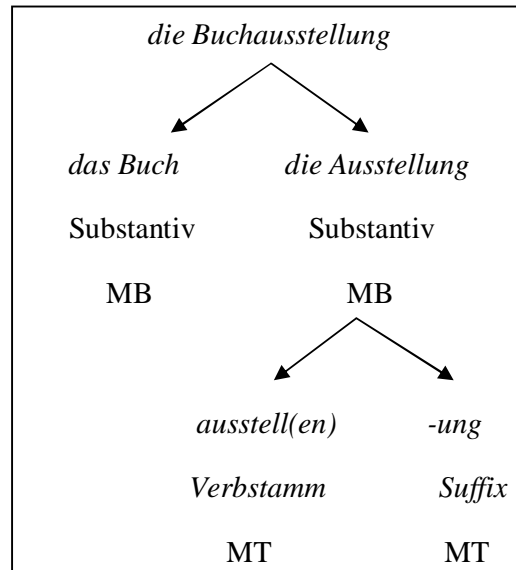 die Buchausstellung
das Buch die Ausstellung
Substantiv Substantiv
MB MB
ausstell(en) -ung
Verbstamm Suffix
MT MT